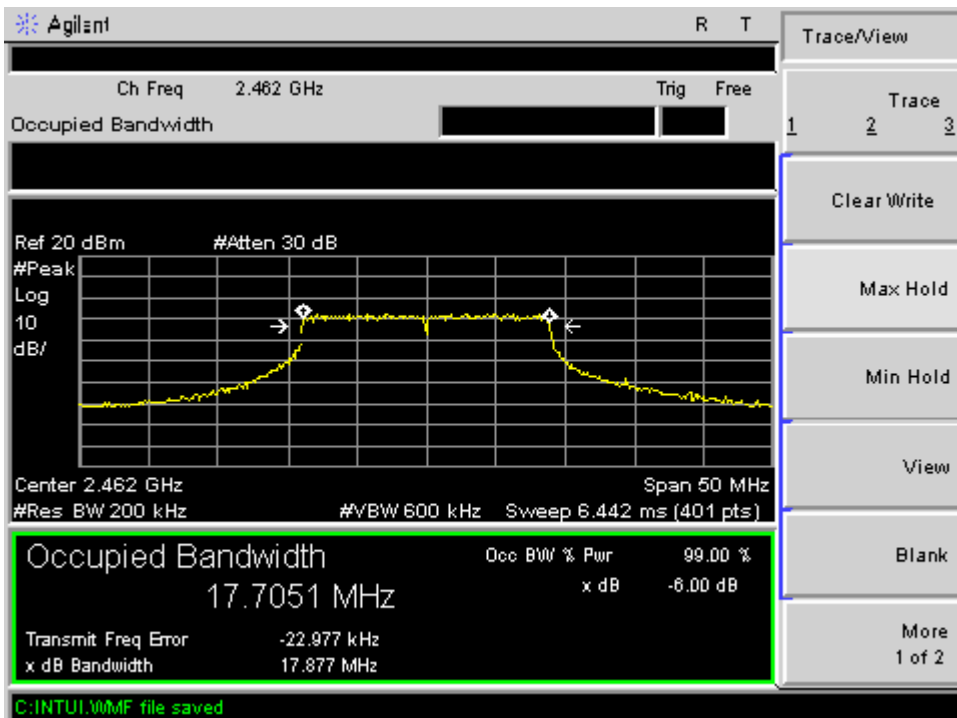 Agilent
R T
Trace/View
Ch Freq 2.462 GHz
Trig Free
Occupied Bandwidth
Trace
1 2 3
Clear Write
Ref 20 dBm #Atten 30 dB
#Peak
Log
10
dB/
Max Hold
Min Hold
View
Center 2.462 GHz Span 50 MHz
#Res BW 200 kHz #VBW 600 kHz Sweep 6.442 ms (401 pts)
Occupied Bandwidth
17.7051 MHz
Occ BW % Pwr 99.00 %
x dB -6.00 dB
Blank
Transmit Freq Error -22.977 kHz
x dB Bandwidth 17.877 MHz
More
1 of 2
C:INTUI.WMF file saved